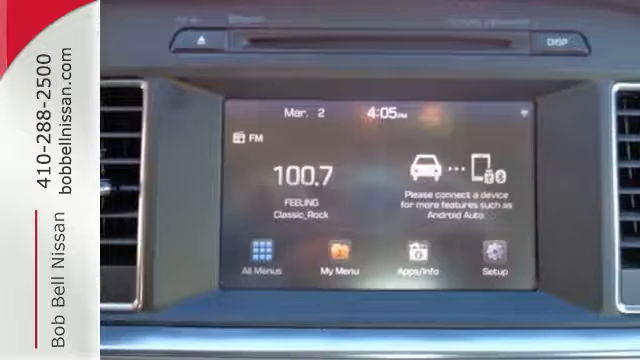 410-288-2500
bobbellnissan.com
Bob Bell Nissan
DISP
Mar. 2 4:05PM
FM
100.7
FEELING
Classic_Rock
Please connect a device
for more features such as
Android Auto.
All Menus My Menu Apps/Info Setup